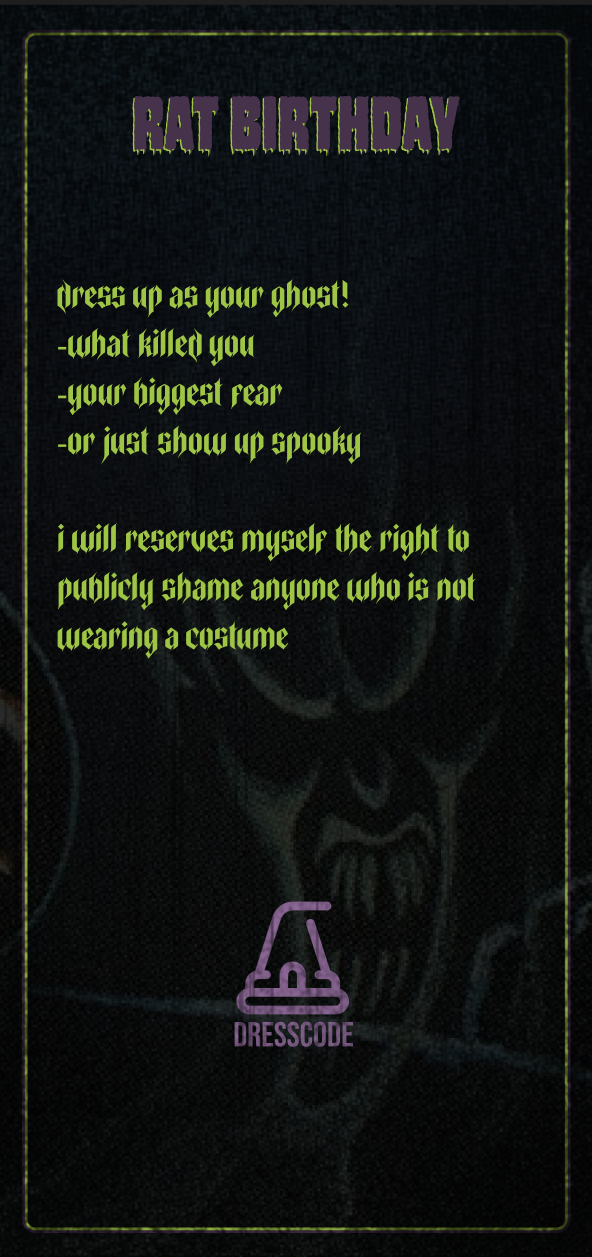 RAT BIRTHDAY
dress up as your ghost!
-what killed you
-your biggest fear
-or just show up spooky
i will reserves myself the right to
publicly shame anyone who is not
wearing a costume
DRESSCODE